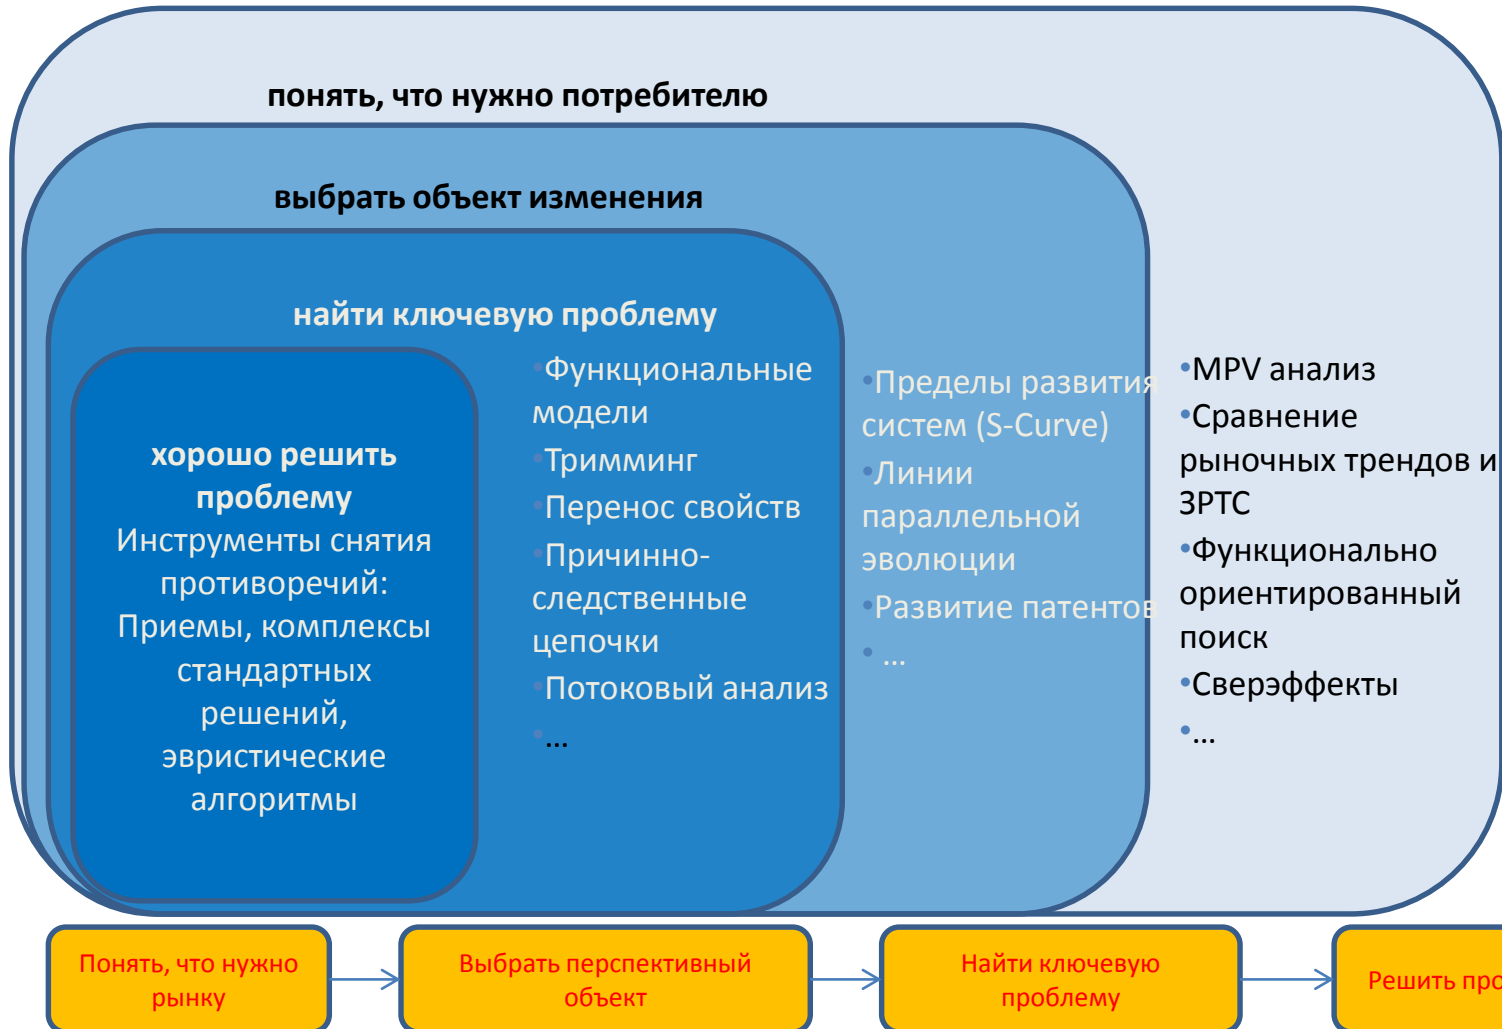 понять, что нужно потребителю
выбрать объект изменения
найти ключевую проблему
хорошо решить
проблему
Инструменты снятия
противоречий:
Приемы, комплексы
стандартных
решений,
эвристические
алгоритмы
•Функциональные
модели
•Тримминг
•Перенос свойств
•Причинно-
следственные
цепочки
•Потоковый анализ
•...
•Пределы развития
систем (S-Curve)
•Линии
параллельной
эволюции
•Развитие патентов
• ...
•MPV анализ
•Сравнение
рыночных трендов и
ЗРТС
•Функционально
ориентированный
поиск
•Сверэффекты
•...
Понять, что нужно
рынку
Выбрать перспективный
объект
Найти ключевую
проблему
Решить